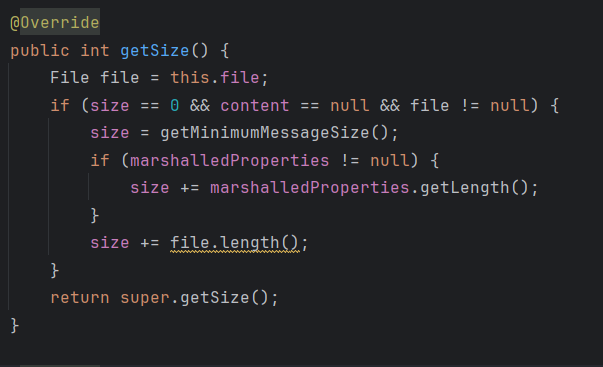 @Override
public int getSize() {
    File file = this.file;
    if (size == 0 && content == null && file != null) {
        size = getMinimumMessageSize();
        if (marshalledProperties != null) {
            size += marshalledProperties.getLength();
        }
        size += file.length();
    }
    return super.getSize();
}